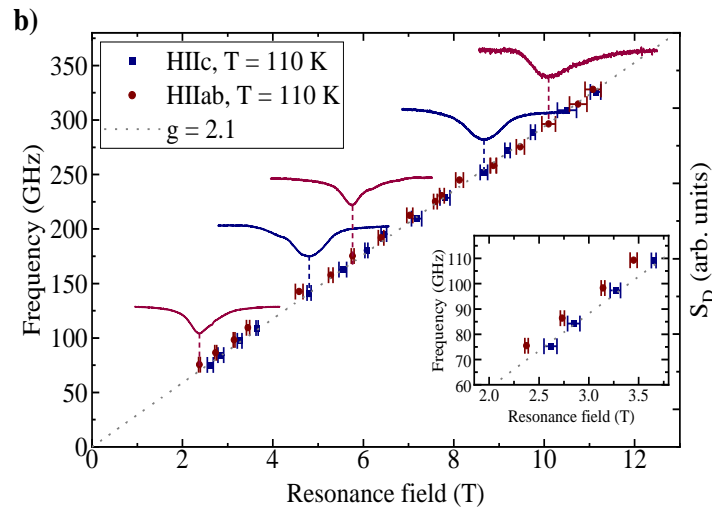 b)
HIIc, T = 110 K
HIIab, T = 110 K
g = 2.1
Frequency (GHz)
350
300
250
200
150
100
75
50
0
0
2
4
6
8
10
12
Resonance field (T)
S_D (arb. units)
Frequency (GHz)
110
100
90
80
70
60
2.0
2.5
3.0
3.5
Resonance field (T)